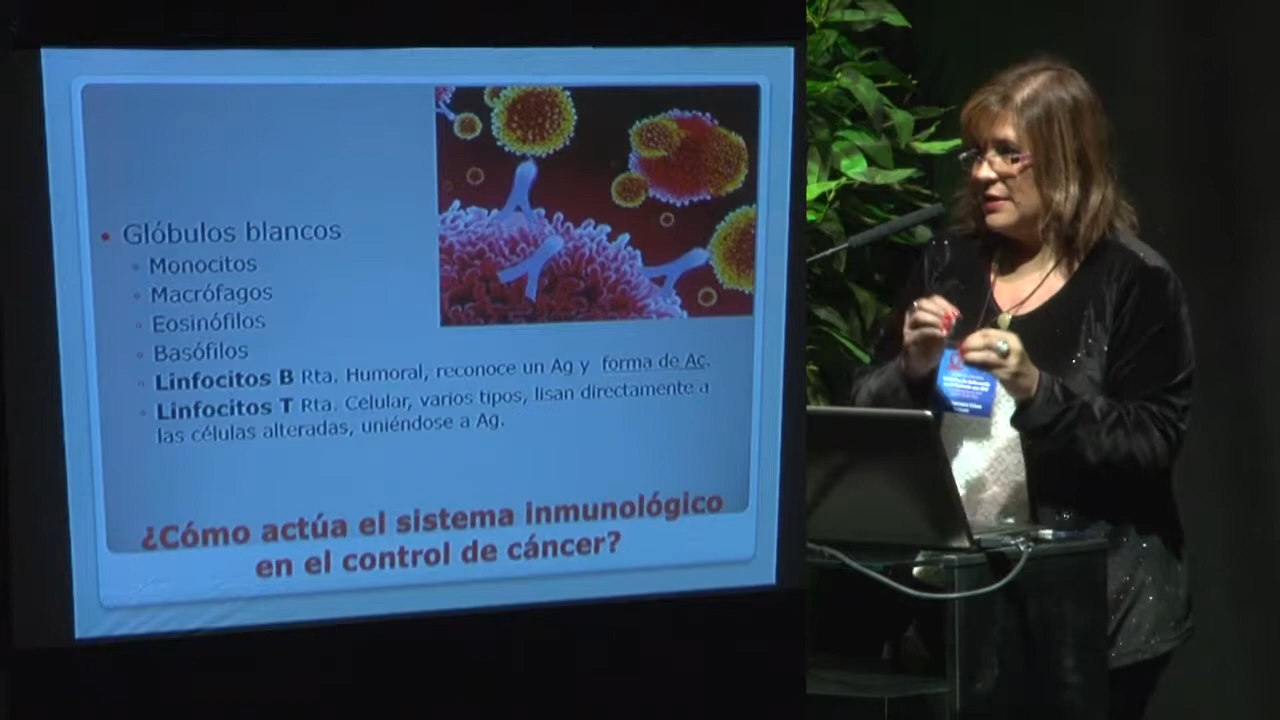 Glóbulos blancos
Monocitos
Macrófagos
Eosinófilos
Basófilos
Linfocitos B Rta. Humoral, reconoce un Ag y forma de Ac.
Linfocitos T Rta. Celular, varios tipos, lisan directamente a
las células alteradas, uniéndose a Ag.
¿Cómo actúa el sistema inmunológico
en el control de cáncer?